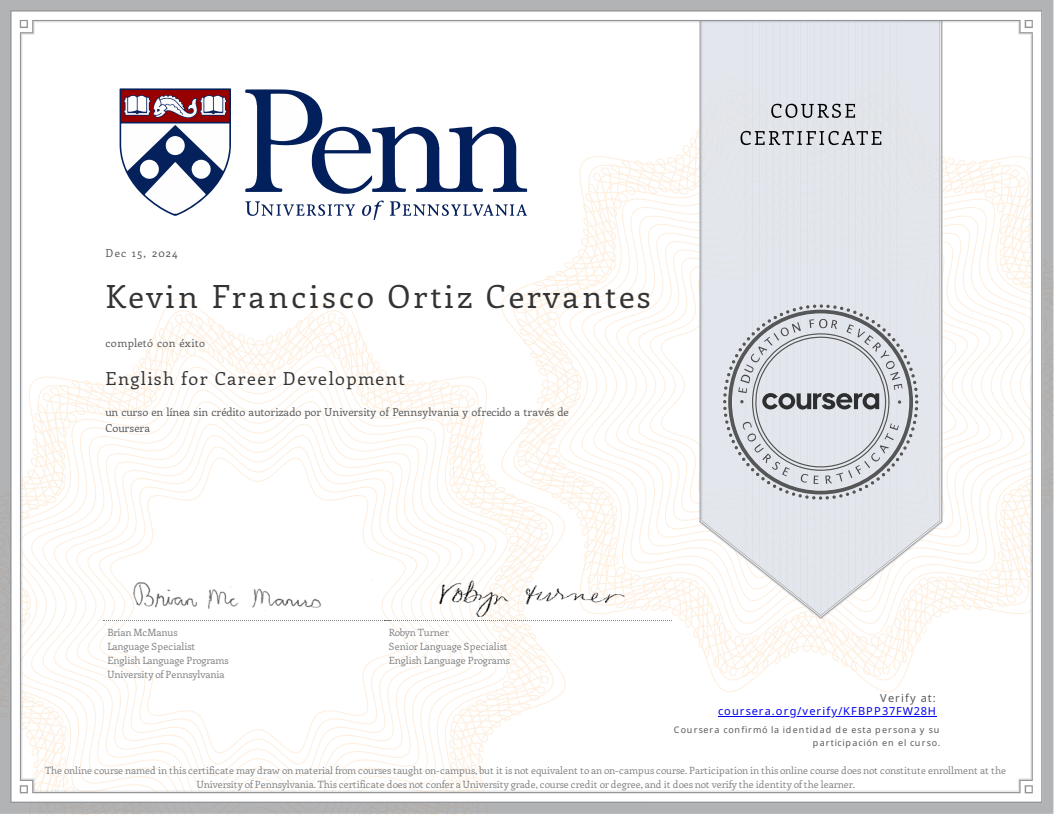 Penn
UNIVERSITY of PENNSYLVANIA
COURSE
CERTIFICATE
Dec 15, 2024
Kevin Francisco Ortiz Cervantes
completó con éxito
English for Career Development
un curso en línea sin crédito autorizado por University of Pennsylvania y ofrecido a través de
Coursera
EDUCATION FOR EVERYONE
coursera
COURSE CERTIFICATE
Brian Mc Manus
Robyn turner
Brian McManus
Language Specialist
English Language Programs
University of Pennsylvania
Robyn Turner
Senior Language Specialist
English Language Programs
Verify at:
coursera.org/verify/KFBPP37FW28H
Coursera confirmó la identidad de esta persona y su
participación en el curso.
The online course named in this certificate may draw on material from courses taught on-campus, but it is not equivalent to an on-campus course. Participation in this online course does not constitute enrollment at the
University of Pennsylvania. This certificate does not confer a University grade, course credit or degree, and it does not verify the identity of the learner.